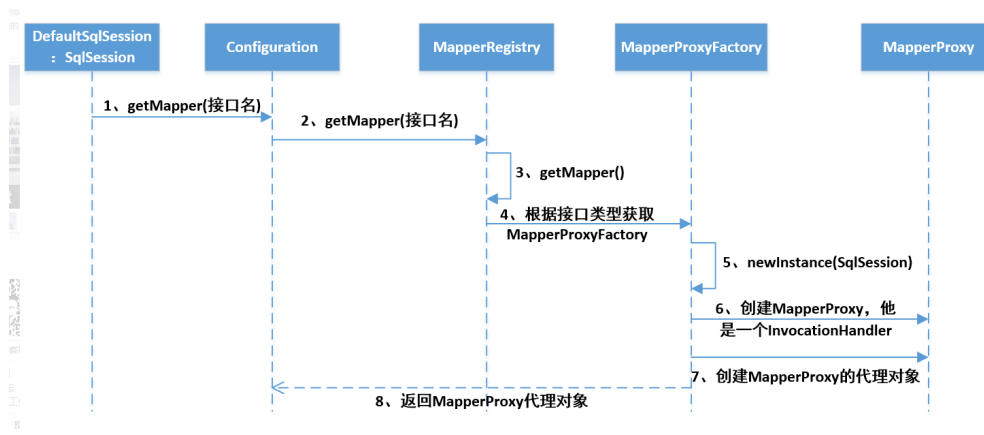 DefaultSqlSession
：SqlSession
Configuration
MapperRegistry
MapperProxyFactory
MapperProxy
1、getMapper(接口名)
2、getMapper(接口名)
3、getMapper()
4、根据接口类型获取
MapperProxyFactory
5、newInstance(SqlSession)
6、创建MapperProxy，他
是一个InvocationHandler
7、创建MapperProxy的代理对象
8、返回MapperProxy代理对象